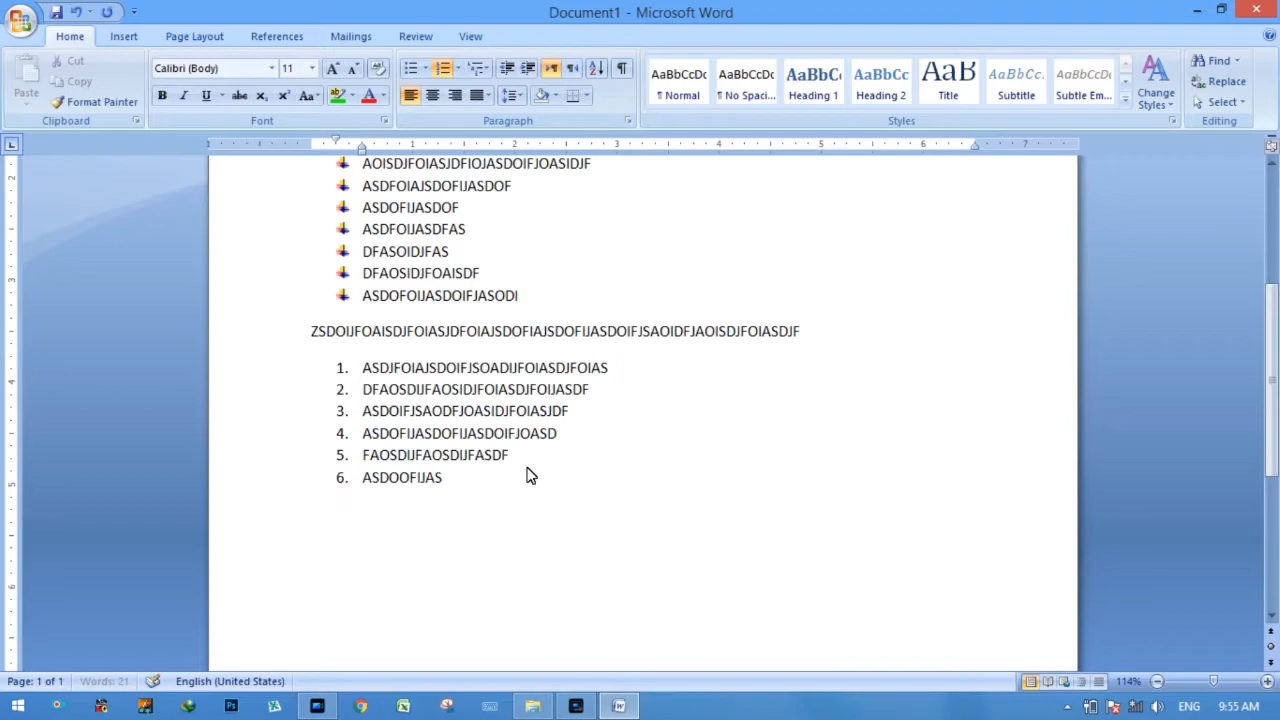 Document1 - Microsoft Word
Home Insert Page Layout References Mailings Review View
Paste
Cut
Copy
Format Painter
Clipboard
Calibri (Body) 11
Font
Paragraph
AaBbCcDc AaBbCcDc AaBbC AaBbCc AaB AaBbCc. AaBbCcDc
¶ Normal ¶ No Spaci... Heading 1 Heading 2 Title Subtitle Subtle Em...
Change Styles
Styles
Find
Replace
Select
Editing
AOISDJFOIASJDFIOJASDOIFJOASIDJF
ASDFOIAJSDOFIJASDOF
ASDOFIJASDOF
ASDFOIJASDFAS
DFASOIDJFAS
DFAOSIDJFOAISDF
ASDOFOIJASDOIFJASODI
ZSDOIJFOAISDJFOIASJDFOIAJSDOFIAJSDOFIJASDOIFJSAOIDFJAOISDJFOIASDJF
1. ASDJFOIAJSDOIFJSOADIJFOIASDJFOIAS
2. DFAOSDIJFAOSIDJFOIASDJFOIJASDF
3. ASDOIFJSAODFJOASIDJFOIASJDF
4. ASDOFIJASDOFIJASDOIFJOASD
5. FAOSDIJFAOSDIJFASDF
6. ASDOOFIJAS
Page: 1 of 1 Words: 21 English (United States) 114%
ENG 9:55 AM